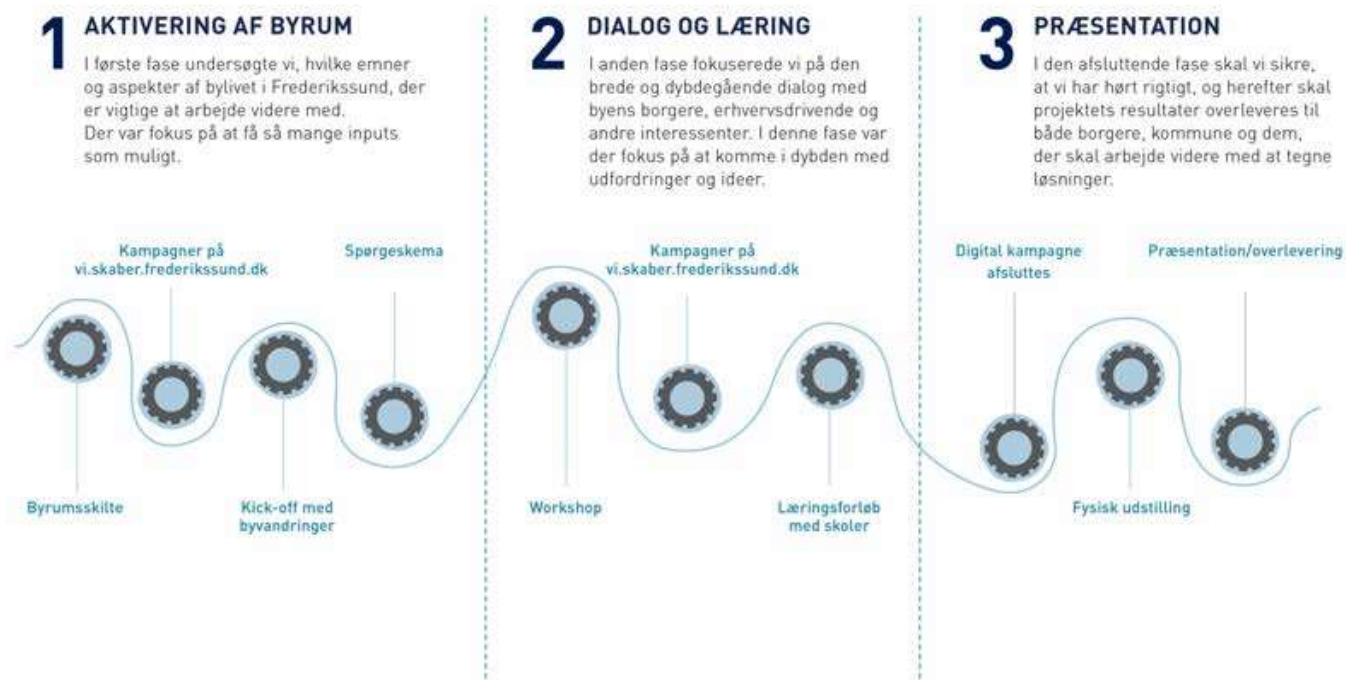 1
AKTIVERING AF BYRUM
I første fase undersøgte vi, hvilke emner
og aspekter af bylivet i Frederikssund, der
er vigtige at arbejde videre med.
Der var fokus på at få så mange inputs
som muligt.
2
DIALOG OG LÆRING
I anden fase fokuserede vi på den
brede og dybdegående dialog med
byens borgere, erhvervsdrivende og
andre interessenter. I denne fase var
der fokus på at komme i dybden med
udfordringer og ideer.
3
PRÆSENTATION
I den afsluttende fase skal vi sikre,
at vi har hørt rigtigt, og herefter skal
projektets resultater overleveres til
både borgere, kommune og dem,
der skal arbejde videre med at tegne
løsninger.
Kampagner på
vi.skaber.frederikssund.dk
Spørgeskema
Byrumsskilte
Kick-off med
byvandringer
Kampagner på
vi.skaber.frederikssund.dk
Workshop
Læringsforløb
med skoler
Digital kampagne
afsluttes
Præsentation/overlevering
Fysisk udstilling